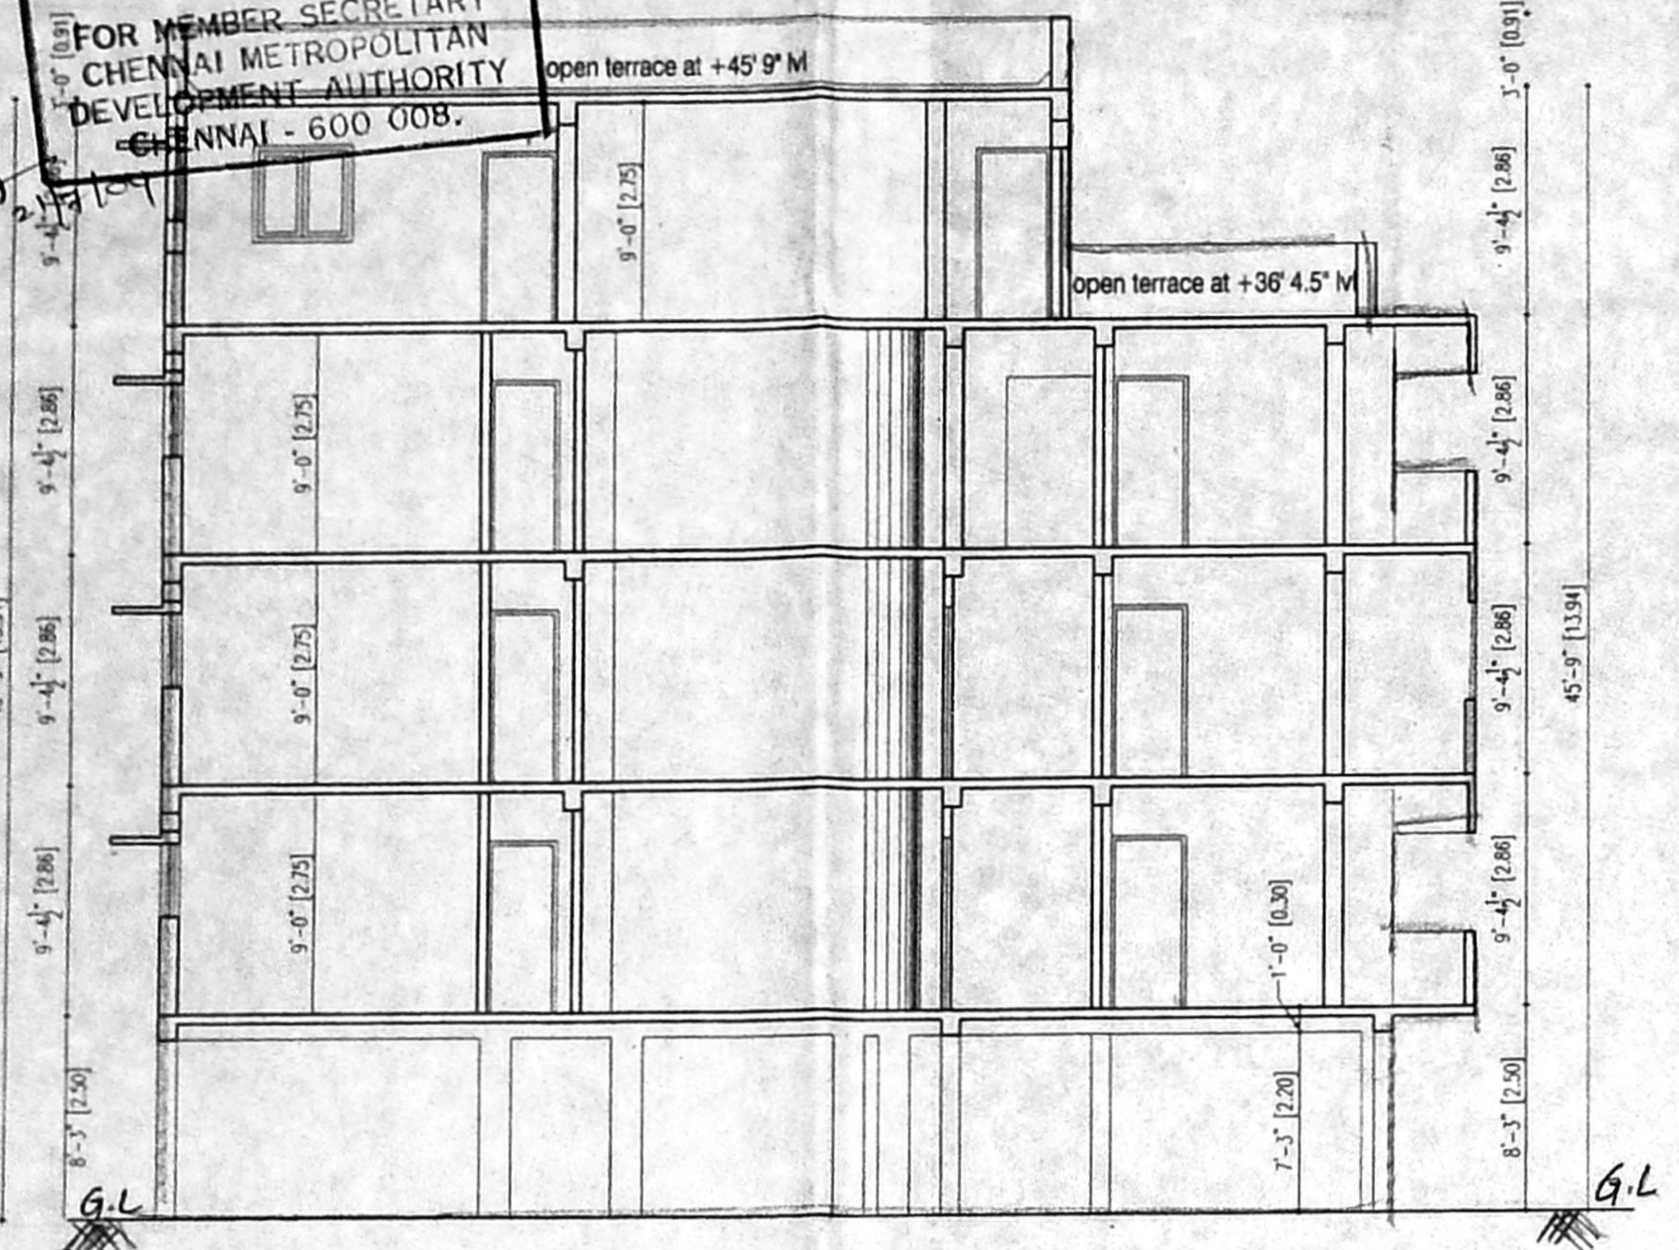 FOR MEMBER SECRETARY
CHENNAI METROPOLITAN
DEVELOPMENT AUTHORITY
CHENNAI - 600 008.
open terrace at +45' 9" M
3'-0" [0.91]
9'-4½" [2.86]
9'-0" [2.75]
open terrace at +36' 4.5" M
9'-4½" [2.86]
9'-0" [2.75]
9'-4½" [2.86]
9'-4½" [2.86]
9'-0" [2.75]
9'-4½" [2.86]
45'-9" [13.94]
9'-4½" [2.86]
9'-0" [2.75]
1'-0" [0.30]
9'-4½" [2.86]
8'-3" [2.50]
7'-3" [2.20]
8'-3" [2.50]
G.L
G.L